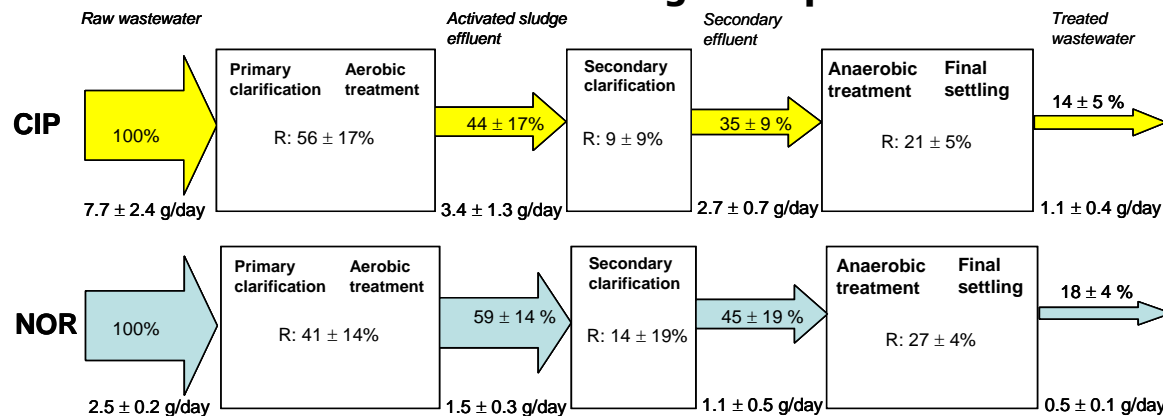 Raw wastewater
Activated sludge
effluent
Secondary
effluent
Treated
wastewater
CIP
100%
7.7 ± 2.4 g/day
Primary
clarification
Aerobic
treatment
R: 56 ± 17%
44 ± 17%
3.4 ± 1.3 g/day
Secondary
clarification
R: 9 ± 9%
35 ± 9 %
2.7 ± 0.7 g/day
Anaerobic
treatment
Final
settling
R: 21 ± 5%
14 ± 5 %
1.1 ± 0.4 g/day
NOR
100%
2.5 ± 0.2 g/day
Primary
clarification
Aerobic
treatment
R: 41 ± 14%
59 ± 14 %
1.5 ± 0.3 g/day
Secondary
clarification
R: 14 ± 19%
45 ± 19 %
1.1 ± 0.5 g/day
Anaerobic
treatment
Final
settling
R: 27 ± 4%
18 ± 4 %
0.5 ± 0.1 g/day